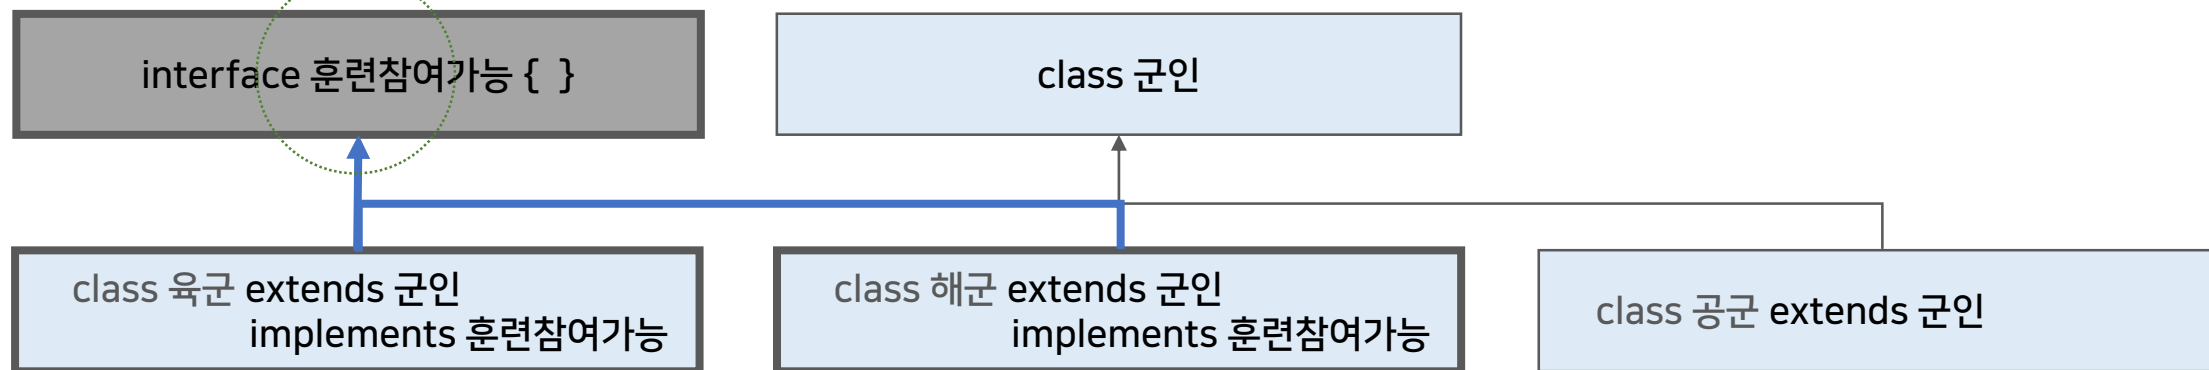 interface 훈련참여가능 { }
class 군인
class 육군 extends 군인
implements 훈련참여가능
class 해군 extends 군인
implements 훈련참여가능
class 공군 extends 군인